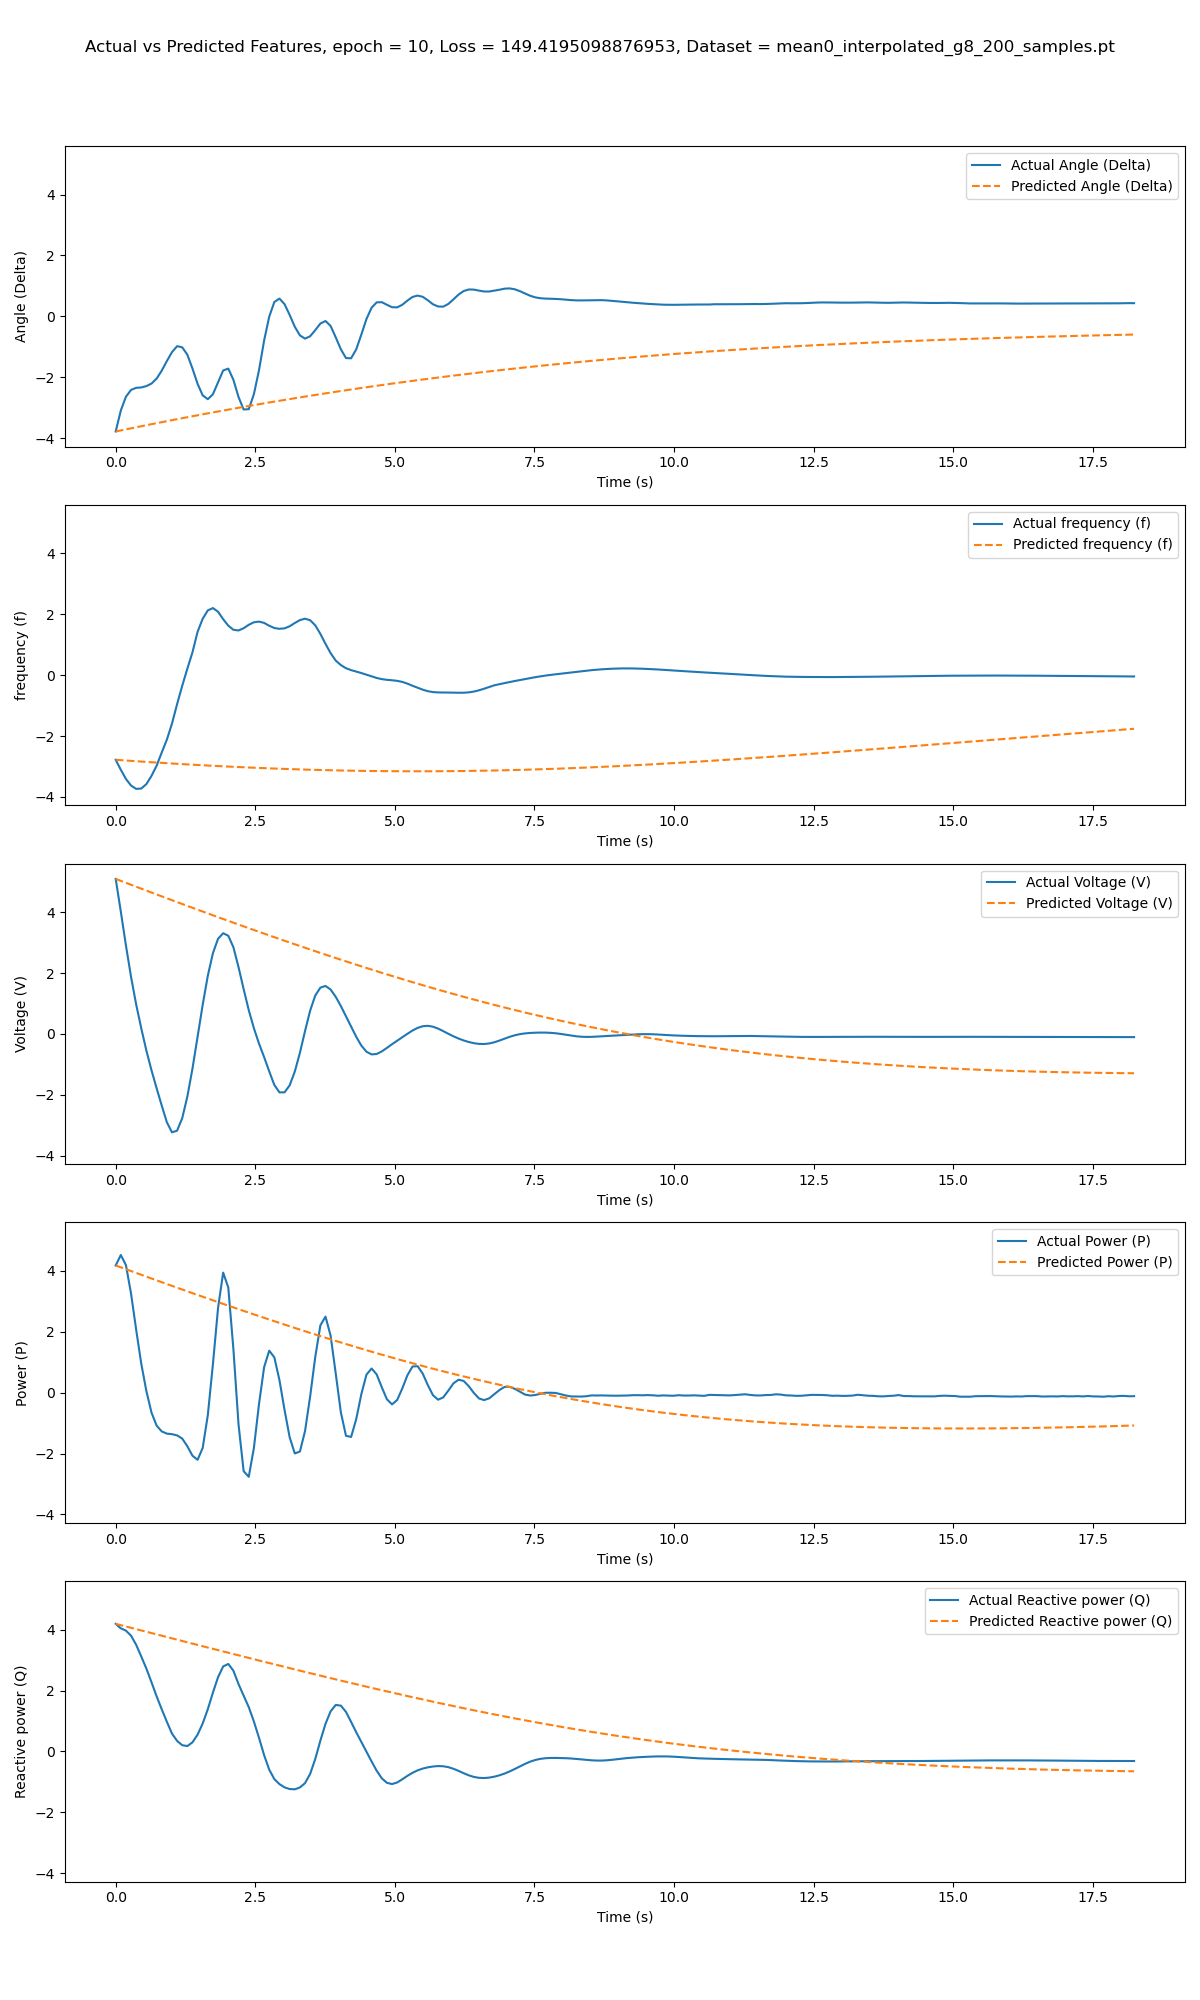 Actual vs Predicted Features, epoch = 10, Loss = 149.4195098876953, Dataset = mean0_interpolated_g8_200_samples.pt
Actual Angle (Delta)
Predicted Angle (Delta)
Angle (Delta)
4
2
0
−2
−4
0.0 2.5 5.0 7.5 10.0 12.5 15.0 17.5
Time (s)
Actual frequency (f)
Predicted frequency (f)
frequency (f)
4
2
0
−2
−4
0.0 2.5 5.0 7.5 10.0 12.5 15.0 17.5
Time (s)
Actual Voltage (V)
Predicted Voltage (V)
Voltage (V)
4
2
0
−2
−4
0.0 2.5 5.0 7.5 10.0 12.5 15.0 17.5
Time (s)
Actual Power (P)
Predicted Power (P)
Power (P)
4
2
0
−2
−4
0.0 2.5 5.0 7.5 10.0 12.5 15.0 17.5
Time (s)
Actual Reactive power (Q)
Predicted Reactive power (Q)
Reactive power (Q)
4
2
0
−2
−4
0.0 2.5 5.0 7.5 10.0 12.5 15.0 17.5
Time (s)